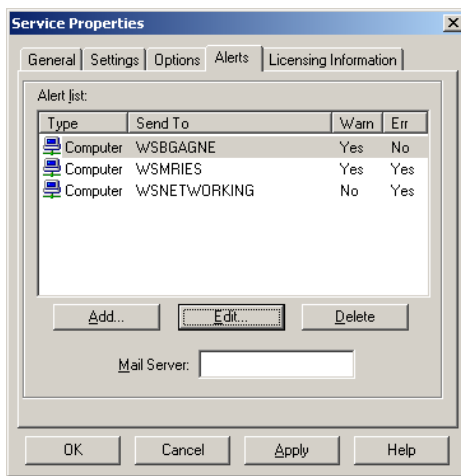 Service Properties
General Settings Options Alerts Licensing Information
Alert list:
Type Send To Warn Err
Computer WSBGAGNE Yes No
Computer WSMRIES Yes Yes
Computer WSNETWORKING No Yes
Add... Edit... Delete
Mail Server:
OK Cancel Apply Help